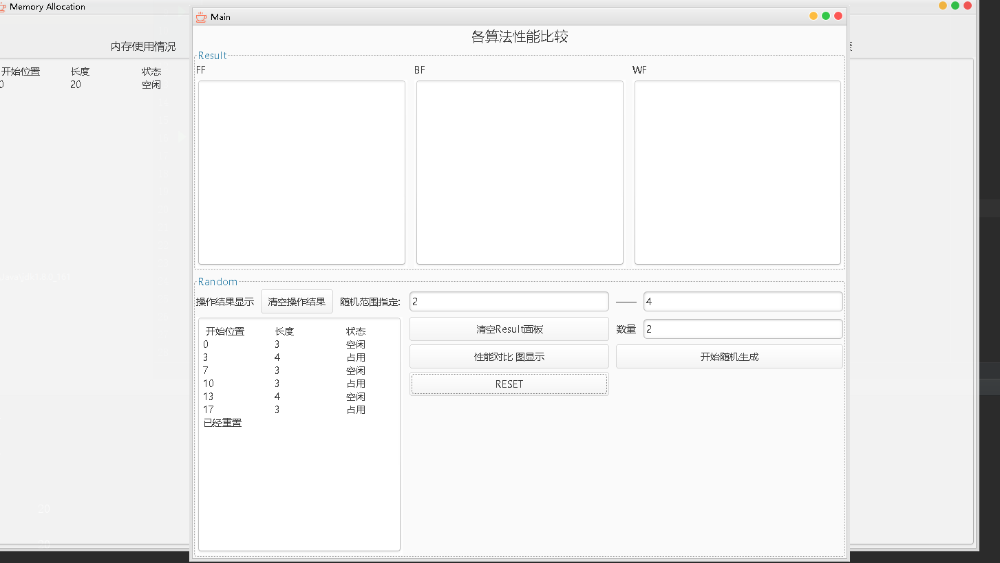 Memory Allocation
内存使用情况
开始位置 长度 状态
0 20 空闲
Main
各算法性能比较
Result
FF BF WF
Random
操作结果显示 清空操作结果 随机范围指定: 2 —— 4
清空Result面板 数量 2
性能对比 图显示 开始随机生成
RESET
开始位置 长度 状态
0 3 空闲
3 4 占用
7 3 空闲
10 3 占用
13 4 空闲
17 3 占用
已经重置
20